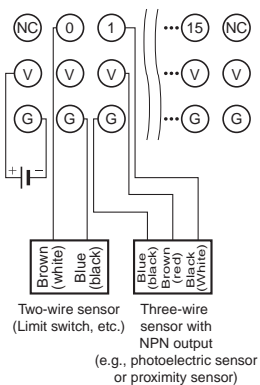 NC 0 1 ••• 15 NC
V V V ••• V V
G G G ••• G G
+ −
Brown
(white)
Blue
(black)
Blue
(black)
Brown
(red)
Black
(White)
Two-wire sensor
(Limit switch, etc.)
Three-wire
sensor with
NPN output
(e.g., photoelectric sensor
or proximity sensor)